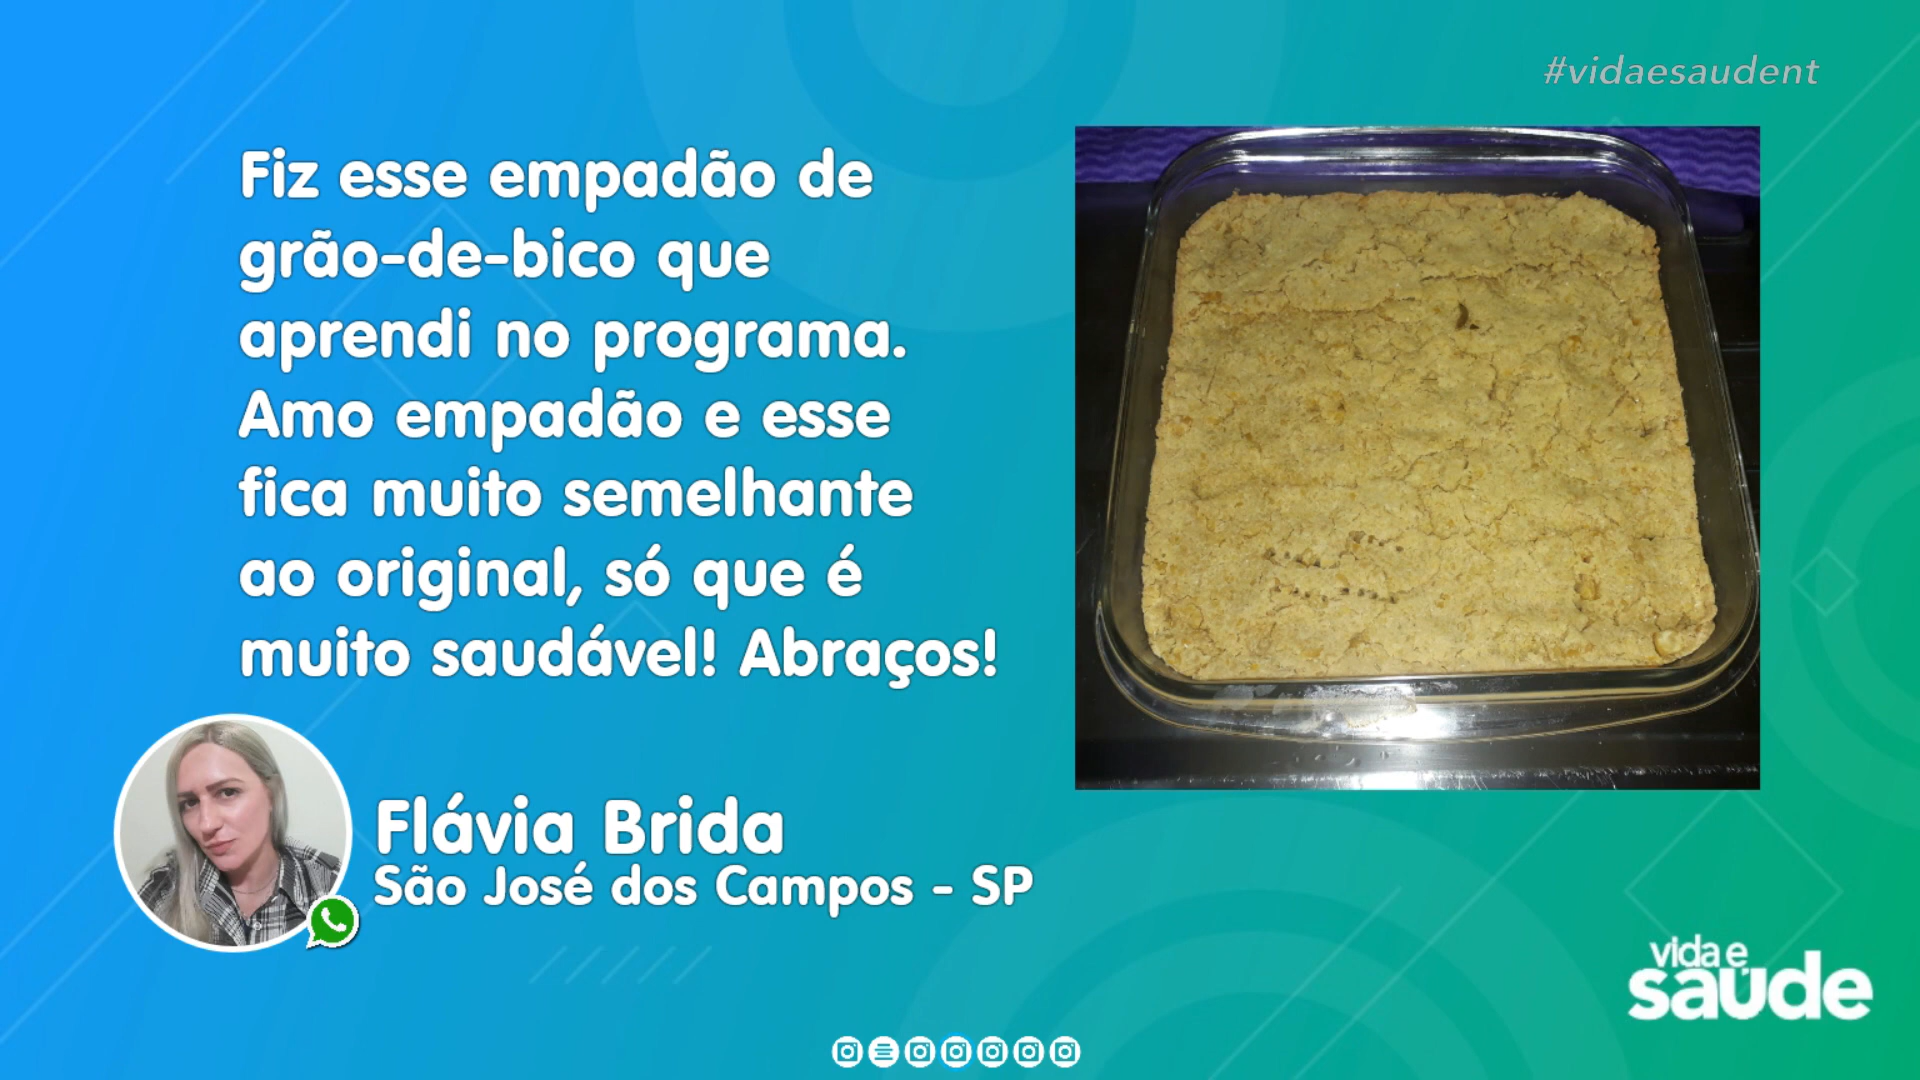 #vidaesaudent
Fiz esse empadão de
grão-de-bico que
aprendi no programa.
Amo empadão e esse
fica muito semelhante
ao original, só que é
muito saudável! Abraços!
Flávia Brida
São José dos Campos - SP
vida e
saúde